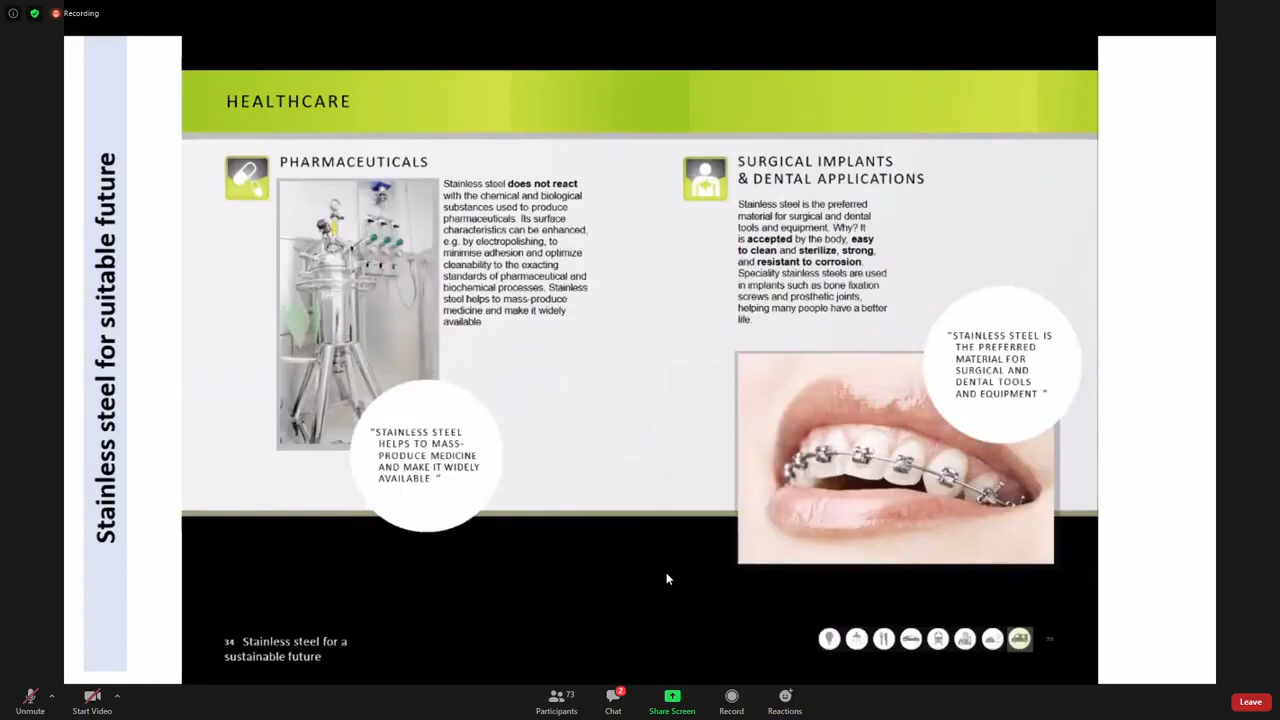 Recording
Stainless steel for suitable future
HEALTHCARE
PHARMACEUTICALS
Stainless steel does not react
with the chemical and biological
substances used to produce
pharmaceuticals. Its surface
characteristics can be enhanced,
e.g. by electropolishing, to
minimise adhesion and optimize
cleanability to the exacting
standards of pharmaceutical and
biochemical processes. Stainless
steel helps to mass-produce
medicine and make it widely
available.
"STAINLESS STEEL
HELPS TO MASS-
PRODUCE MEDICINE
AND MAKE IT WIDELY
AVAILABLE "
SURGICAL IMPLANTS
& DENTAL APPLICATIONS
Stainless steel is the preferred
material for surgical and dental
tools and equipment. Why? It
is accepted by the body, easy
to clean and sterilize, strong,
and resistant to corrosion.
Speciality stainless steels are used
in implants such as bone fixation
screws and prosthetic joints,
helping many people have a better
life.
"STAINLESS STEEL IS
THE PREFERRED
MATERIAL FOR
SURGICAL AND
DENTAL TOOLS
AND EQUIPMENT "
34 Stainless steel for a
sustainable future
35
Unmute
Start Video
73
Participants
2
Chat
Share Screen
Record
Reactions
Leave